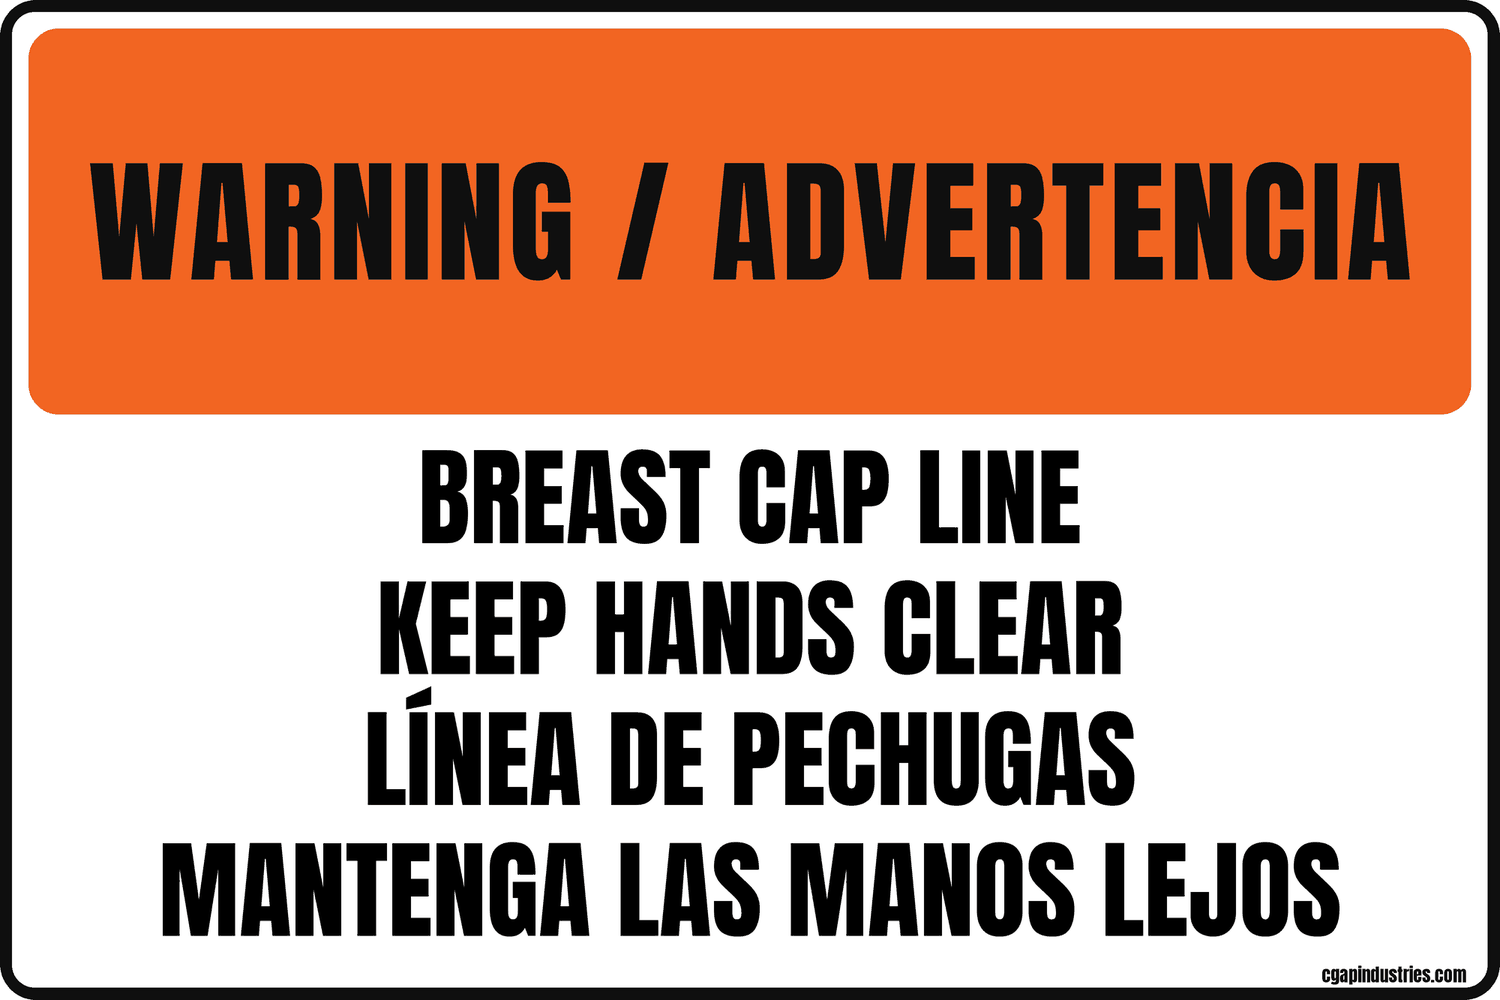 WARNING / ADVERTENCIA
BREAST CAP LINE
KEEP HANDS CLEAR
LÍNEA DE PECHUGAS
MANTENGA LAS MANOS LEJOS
cgapindustries.com